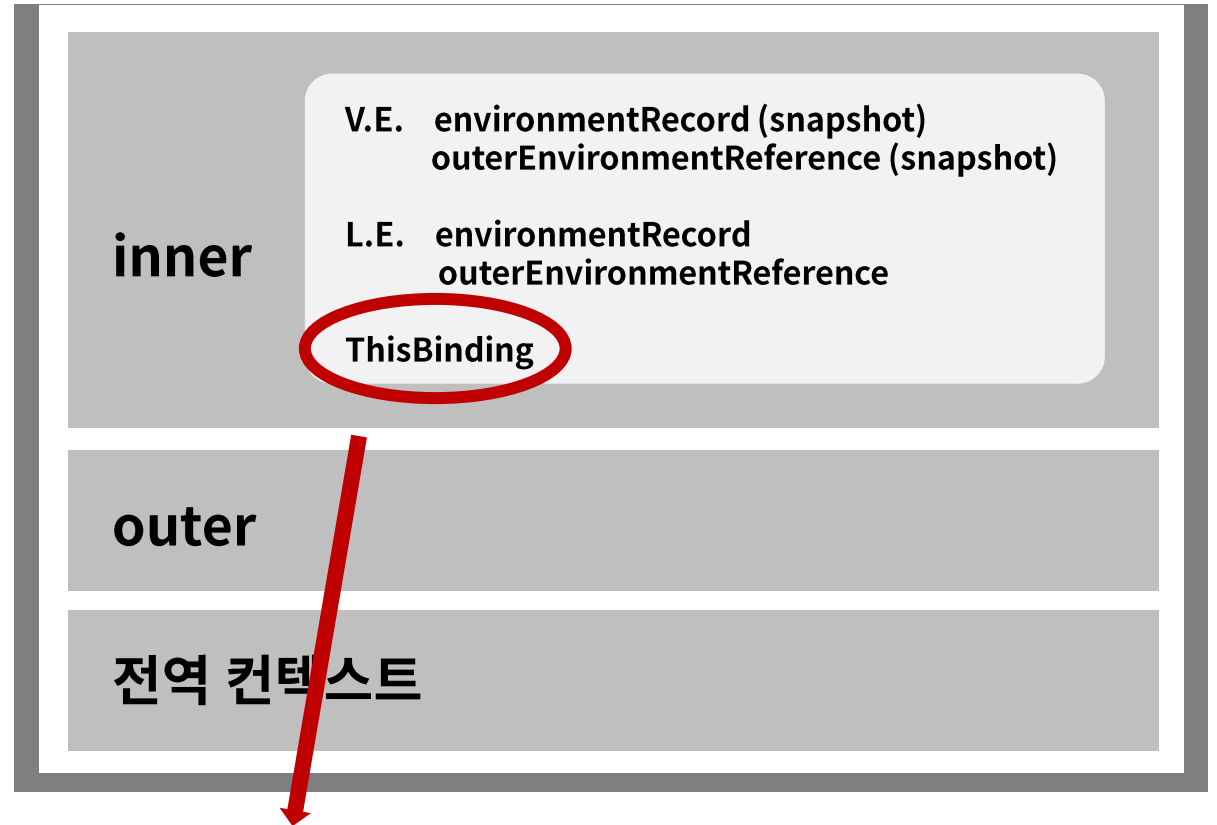 V.E. environmentRecord (snapshot)
outerEnvironmentReference (snapshot)
inner
L.E. environmentRecord
outerEnvironmentReference
ThisBinding
outer
전역 컨텍스트